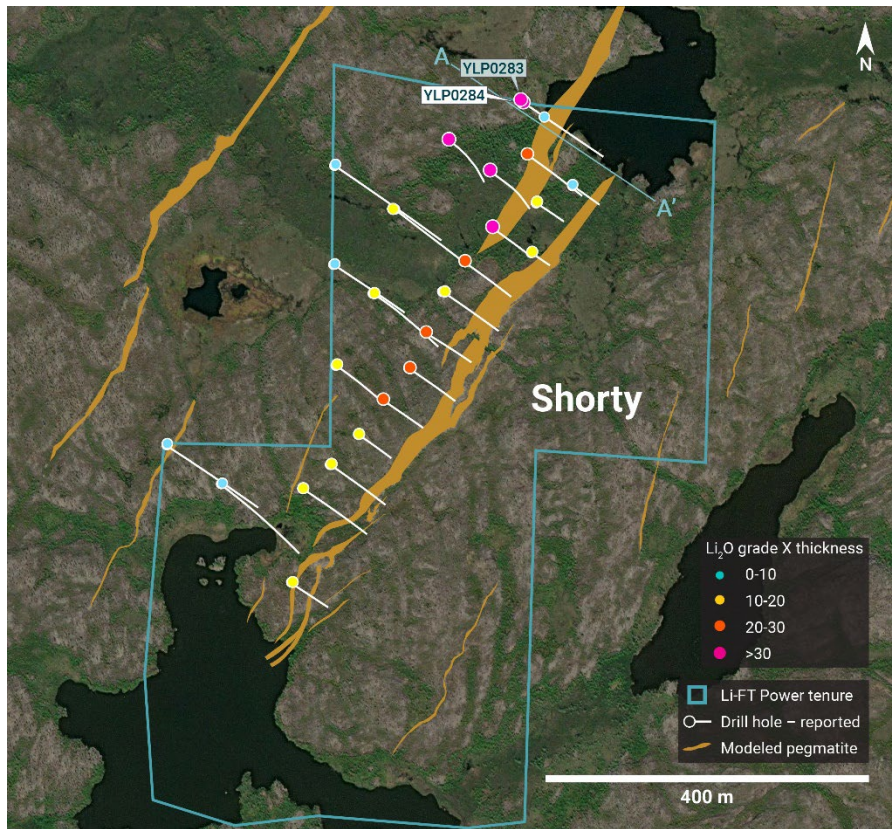 N
A
YLP0283
YLP0284
A'
Shorty
Li₂O grade X thickness
0-10
10-20
20-30
>30
Li-FT Power tenure
Drill hole – reported
Modeled pegmatite
400 m